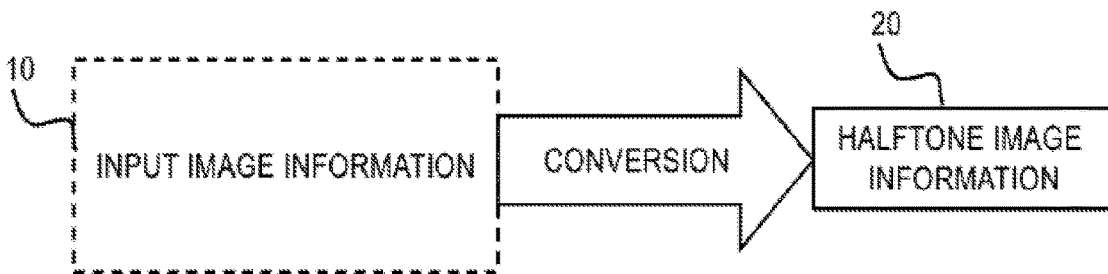 20
10
HALFTONE IMAGE
INPUT IMAGE INFORMATION
CONVERSION
INFORMATION